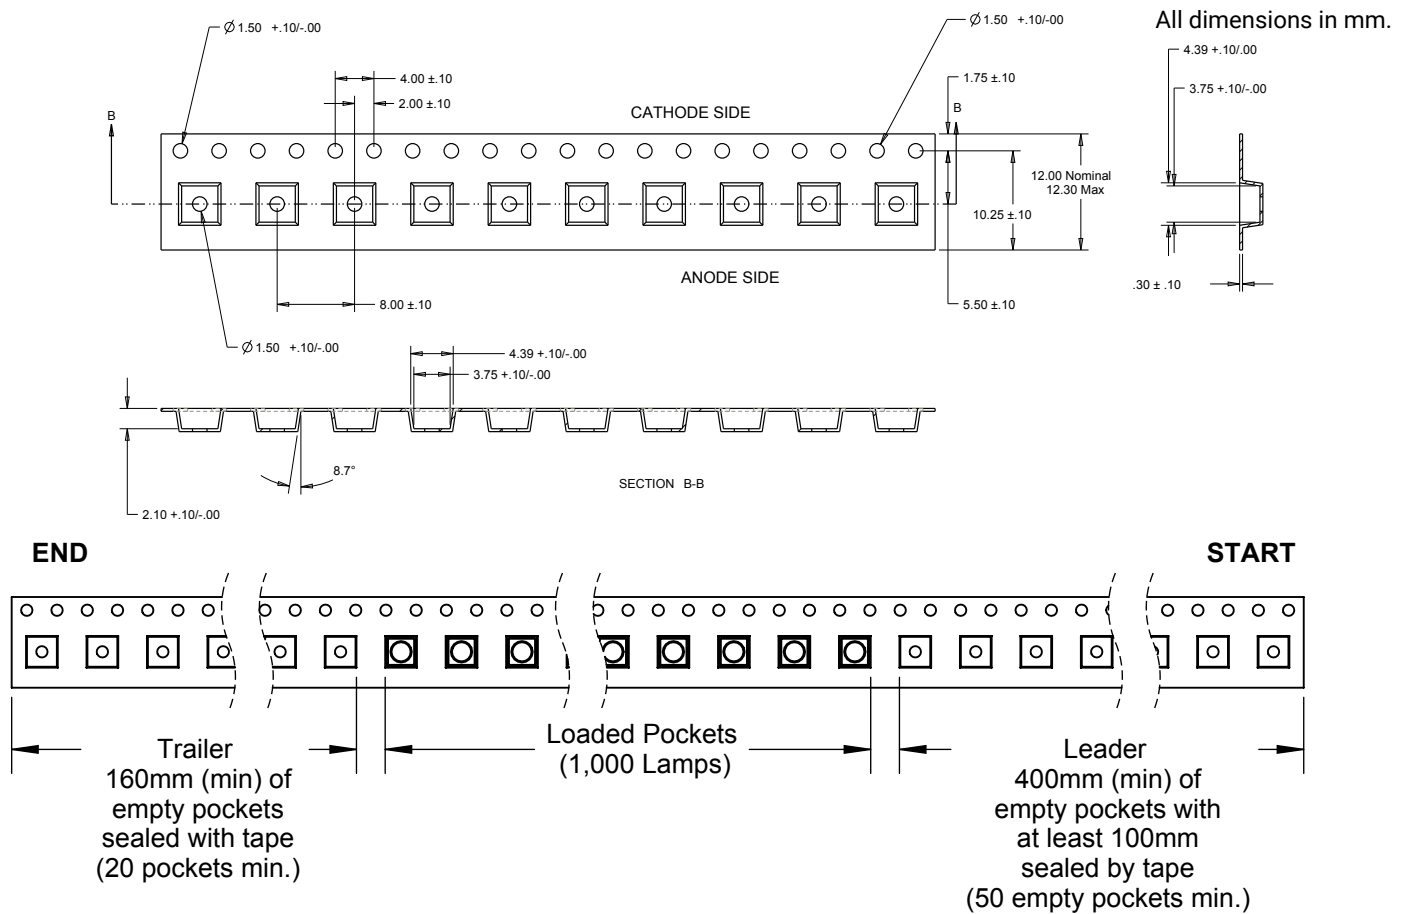 All dimensions in mm.
Ø 1.50 +.10/-.00
Ø 1.50 +.10/-00
4.39 +.10/.00
4.00 ±.10
1.75 ±.10
3.75 +.10/-.00
2.00 ±.10
B
CATHODE SIDE
B
12.00 Nominal
12.30 Max
10.25 ±.10
ANODE SIDE
.30 ± .10
8.00 ±.10
5.50 ±.10
Ø 1.50 +.10/-.00
4.39 +.10/-.00
3.75 +.10/-.00
8.7°
SECTION B-B
2.10 +.10/-.00
END
START
Trailer
160mm (min) of
empty pockets
sealed with tape
(20 pockets min.)
Loaded Pockets
(1,000 Lamps)
Leader
400mm (min) of
empty pockets with
at least 100mm
sealed by tape
(50 empty pockets min.)